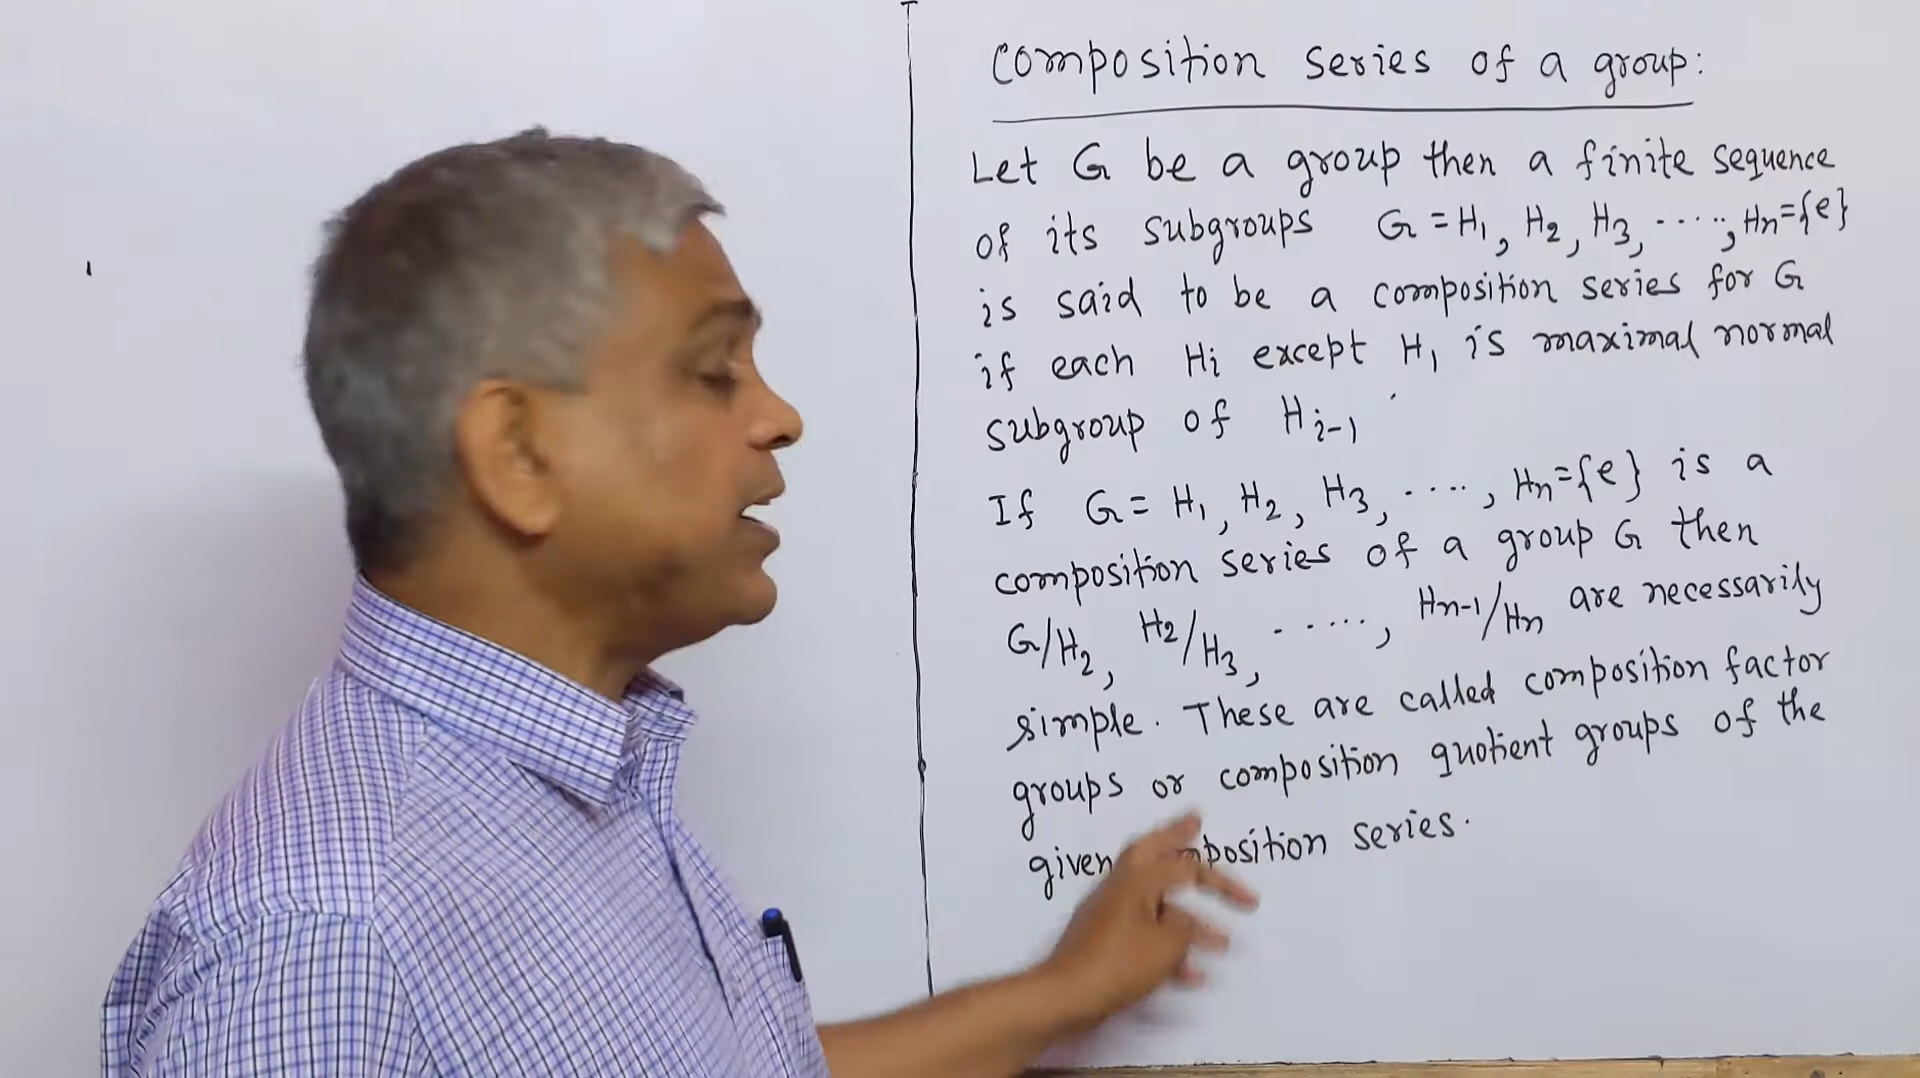 Composition series of a group:
Let G be a group then a finite sequence
of its subgroups G = H₁, H₂, H₃, ....., Hn={e}
is said to be a composition series for G
if each Hi except H₁ is maximal normal
subgroup of Hi-1
If G = H₁, H₂, H₃, ...., Hn={e} is a
composition series of a group G then
G/H₂, H₂/H₃, ....., Hn-1/Hn are necessarily
simple. These are called composition factor
groups or composition quotient groups of the
given series.